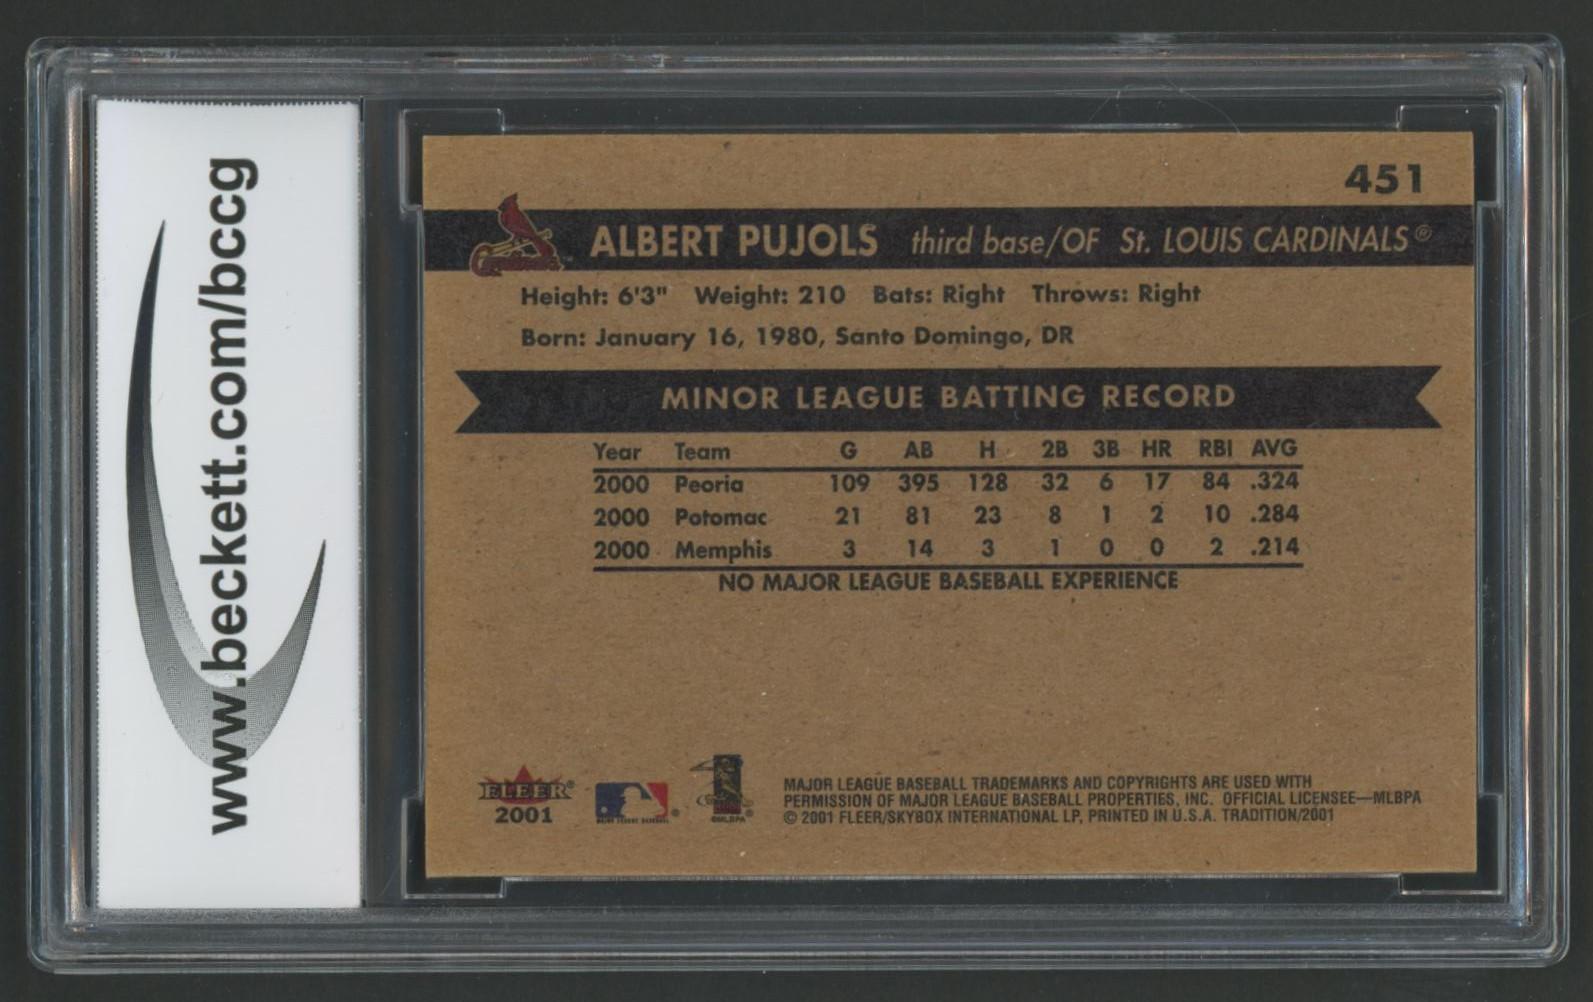 www.beckett.com/bccg
451
ALBERT PUJOLS third base/OF St. LOUIS CARDINALS®
Height: 6'3" Weight: 210 Bats: Right Throws: Right
Born: January 16, 1980, Santo Domingo, DR
MINOR LEAGUE BATTING RECORD
Year Team G AB H 2B 3B HR RBI AVG
2000 Peoria 109 395 128 32 6 17 84 .324
2000 Potomac 21 81 23 8 1 2 10 .284
2000 Memphis 3 14 3 1 0 0 2 .214
NO MAJOR LEAGUE BASEBALL EXPERIENCE
FLEER®
2001
MAJOR LEAGUE BASEBALL ®
®
©MLBPA
MAJOR LEAGUE BASEBALL TRADEMARKS AND COPYRIGHTS ARE USED WITH
PERMISSION OF MAJOR LEAGUE BASEBALL PROPERTIES, INC. OFFICIAL LICENSEE—MLBPA
© 2001 FLEER/SKYBOX INTERNATIONAL LP, PRINTED IN U.S.A. TRADITION/2001